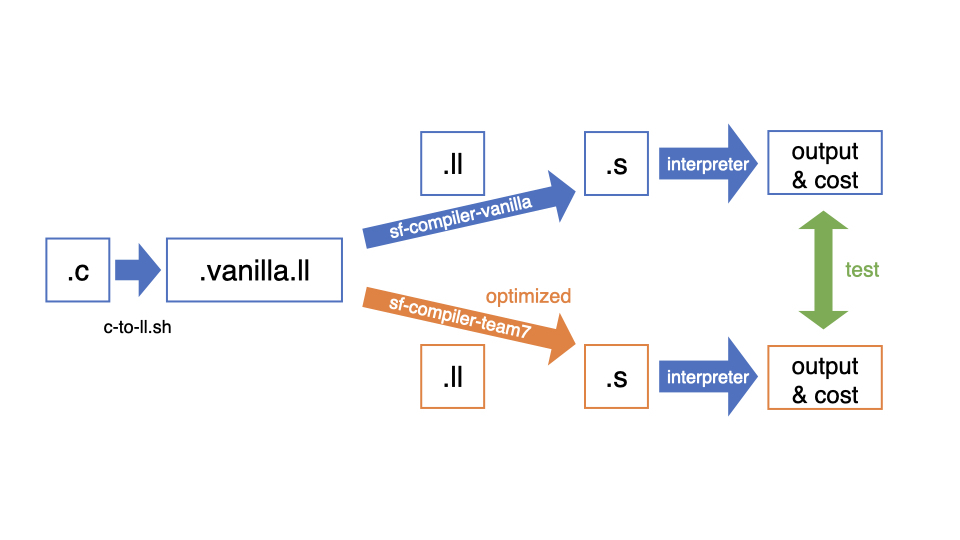 .ll
.s
interpreter
output
& cost
sf-compiler-vanilla
.c
.vanilla.ll
test
c-to-ll.sh
optimized
sf-compiler-team7
.ll
.s
interpreter
output
& cost